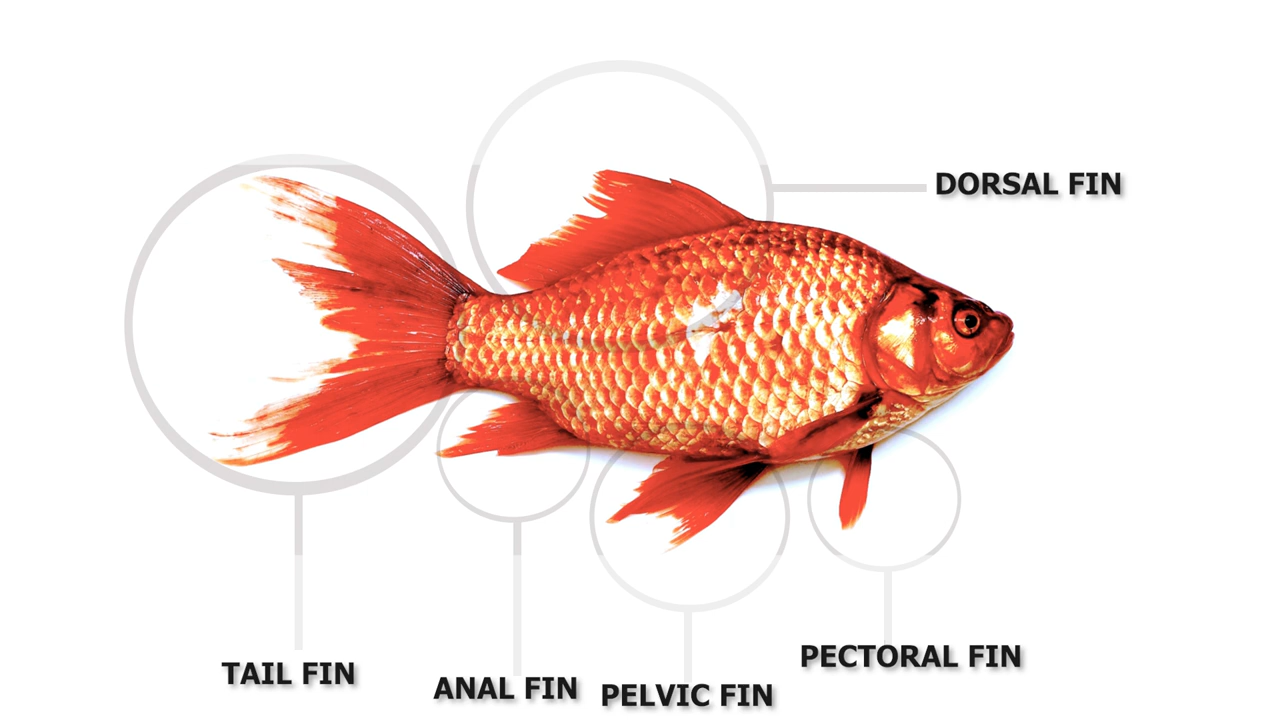 DORSAL FIN
PECTORAL FIN
TAIL FIN
ANAL FIN
PELVIC FIN